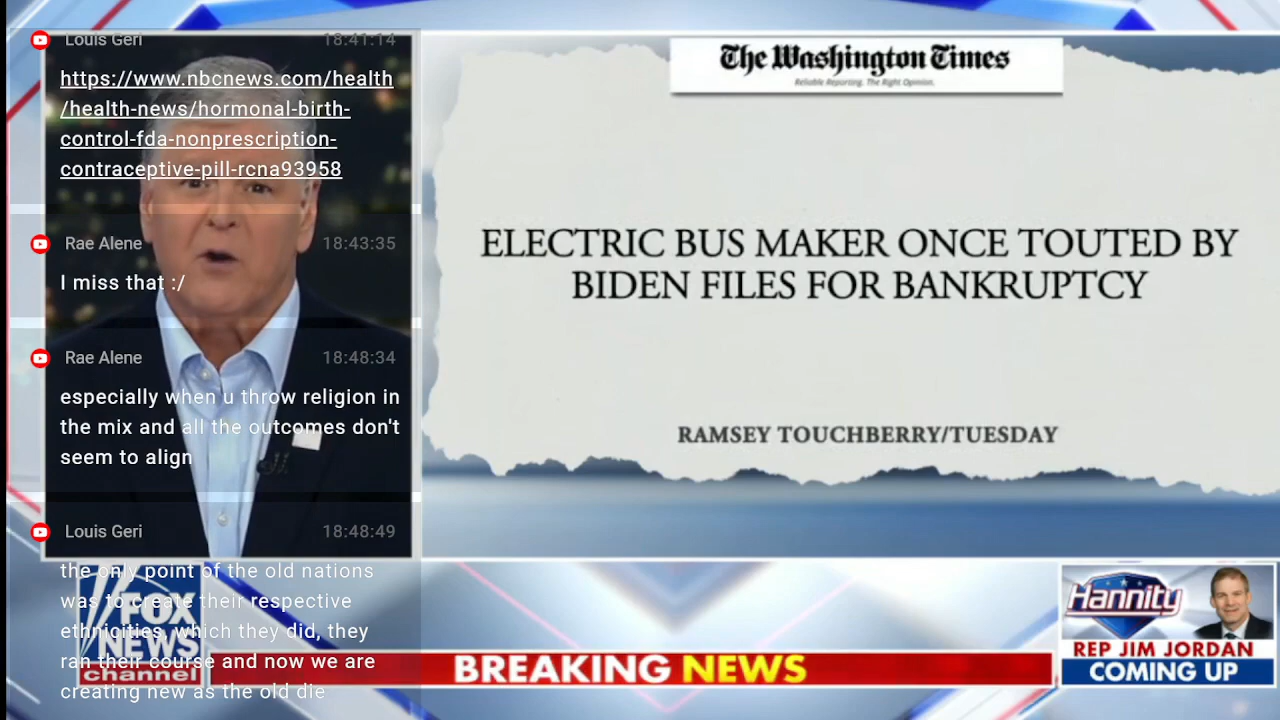 Louis Geri 18:41:14
https://www.nbcnews.com/health
/health-news/hormonal-birth-
control-fda-nonprescription-
contraceptive-pill-rcna93958
Rae Alene 18:43:35
I miss that :/
Rae Alene 18:48:34
especially when u throw religion in
the mix and all the outcomes don't
seem to align
Louis Geri 18:48:49
the only point of the old nations
was to create their respective
ethnicities, which they did, they
ran their course and now we are
creating new as the old die
The Washington Times
Reliable Reporting. The Right Opinion.
ELECTRIC BUS MAKER ONCE TOUTED BY
BIDEN FILES FOR BANKRUPTCY
RAMSEY TOUCHBERRY/TUESDAY
FOX
NEWS
channel
BREAKING NEWS
Hannity
REP JIM JORDAN
COMING UP